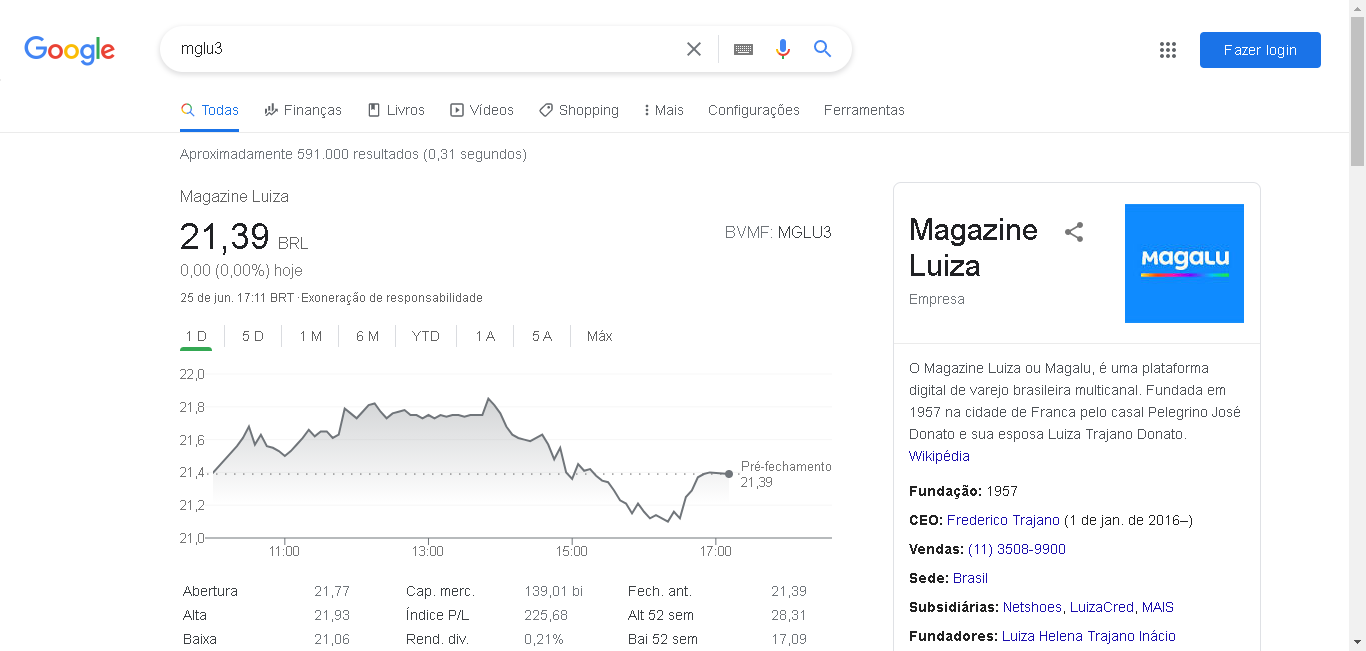 Google
mglu3
Fazer login
Todas
Finanças
Livros
Vídeos
Shopping
Mais
Configurações
Ferramentas
Aproximadamente 591.000 resultados (0,31 segundos)
Magazine Luiza
21,39 BRL
BVMF: MGLU3
0,00 (0,00%) hoje
25 de jun. 17:11 BRT · Exoneração de responsabilidade
1 D
5 D
1 M
6 M
YTD
1 A
5 A
Máx
22,0
21,8
21,6
21,4
21,2
21,0
Pré-fechamento
21,39
11:00
13:00
15:00
17:00
Abertura 21,77 Cap. merc. 139,01 bi Fech. ant. 21,39
Alta 21,93 Índice P/L 225,68 Alt 52 sem 28,31
Baixa 21,06 Rend. div. 0,21% Bai 52 sem 17,09
Magazine
Luiza
Empresa
MAGALU
O Magazine Luiza ou Magalu, é uma plataforma
digital de varejo brasileira multicanal. Fundada em
1957 na cidade de Franca pelo casal Pelegrino José
Donato e sua esposa Luiza Trajano Donato.
Wikipédia
Fundação: 1957
CEO: Frederico Trajano (1 de jan. de 2016–)
Vendas: (11) 3508-9900
Sede: Brasil
Subsidiárias: Netshoes, LuizaCred, MAIS
Fundadores: Luiza Helena Trajano Inácio